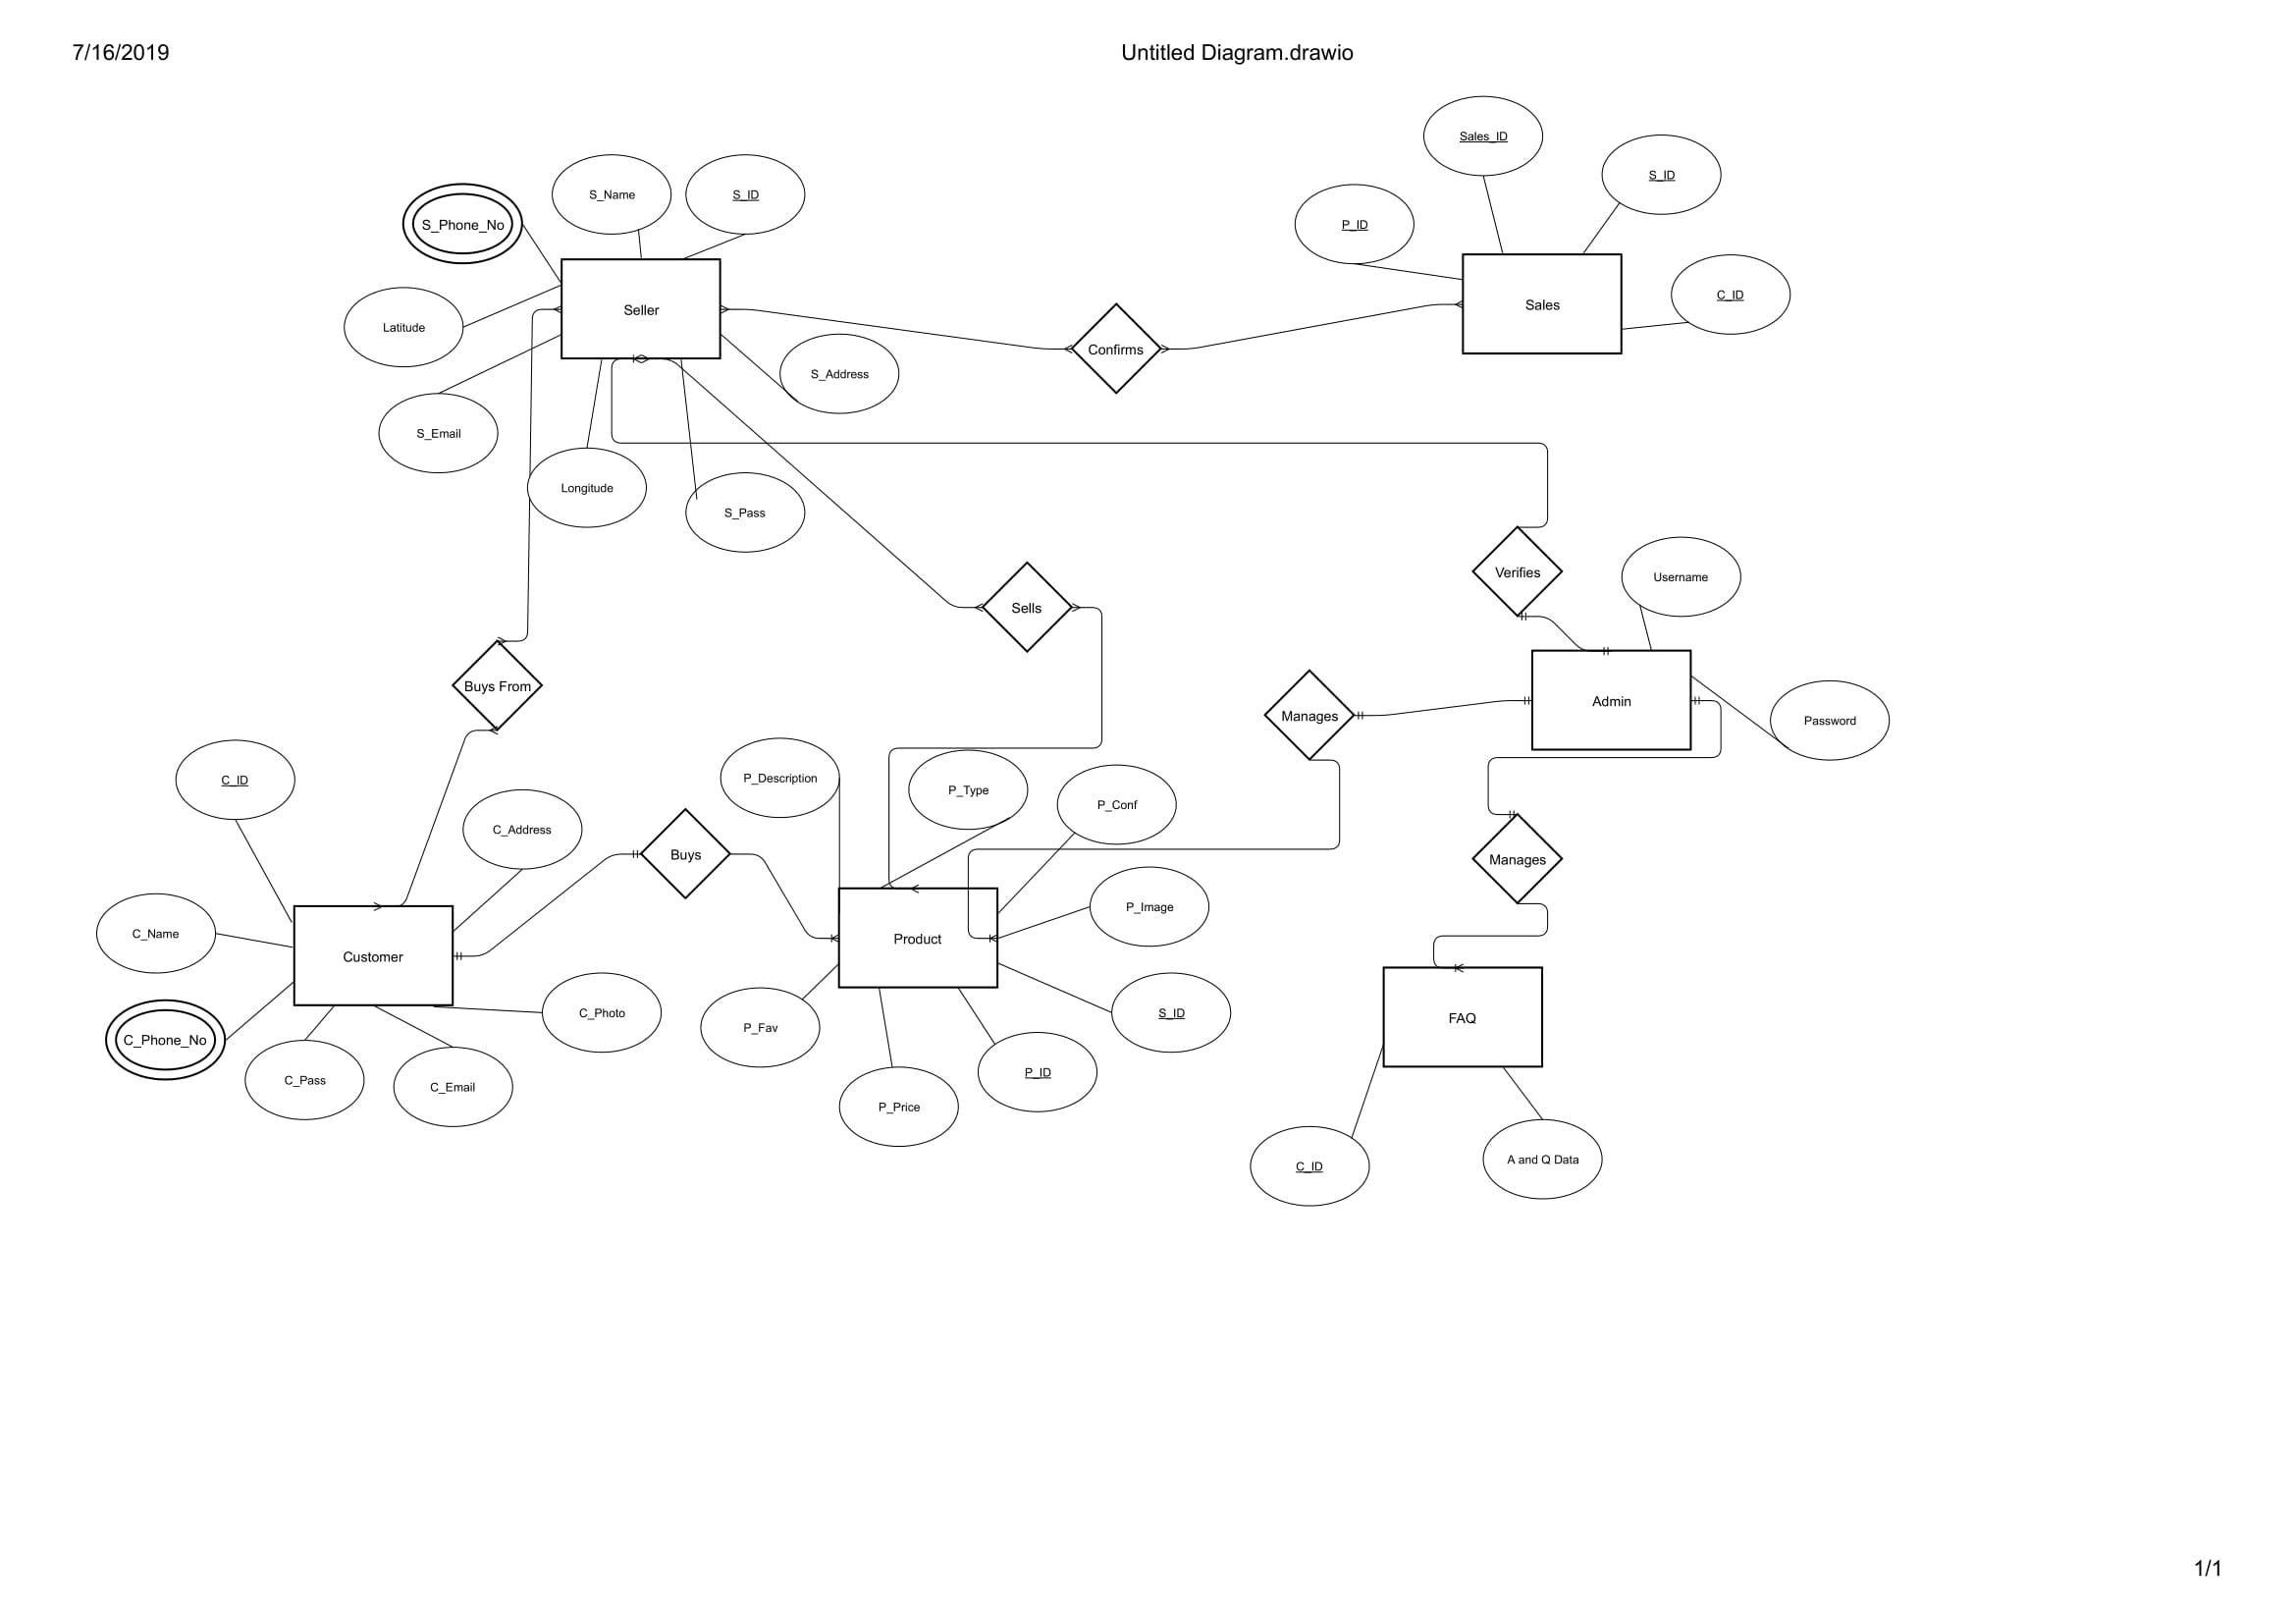 7/16/2019
Untitled Diagram.drawio
Sales_ID
S_ID
P_ID
C_ID
Sales
S_Name
S_ID
S_Phone_No
Seller
Latitude
S_Address
S_Email
Longitude
S_Pass
Confirms
Verifies
Username
Sells
Buys From
Admin
Manages
Password
C_ID
C_Address
P_Description
P_Type
P_Conf
Buys
Manages
C_Name
Customer
Product
P_Image
C_Photo
S_ID
FAQ
P_Fav
C_Phone_No
C_Pass
C_Email
P_ID
P_Price
C_ID
A and Q Data
1/1